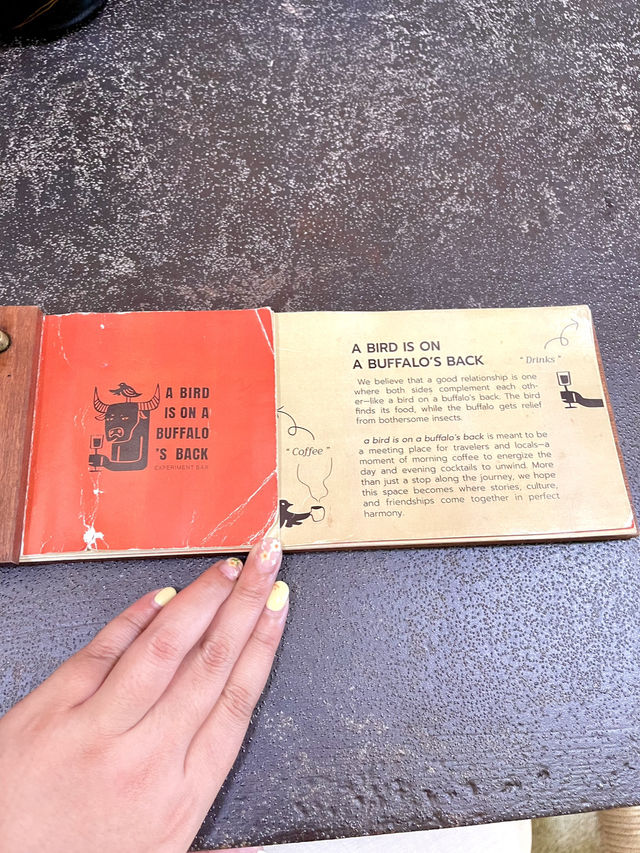 A BIRD
IS ON A
BUFFALO
'S BACK
EXPERIMENT BAR
A BIRD IS ON
A BUFFALO'S BACK
“ Drinks ”
We believe that a good relationship is one
where both sides complement each oth-
er—like a bird on a buffalo's back. The bird
finds its food, while the buffalo gets relief
from bothersome insects.
“ Coffee ”
a bird is on a buffalo's back is meant to be
a meeting place for travelers and locals—a
moment of morning coffee to energize the
day and evening cocktails to unwind. More
than just a stop along the journey, we hope
this space becomes where stories, culture,
and friendships come together in perfect
harmony.